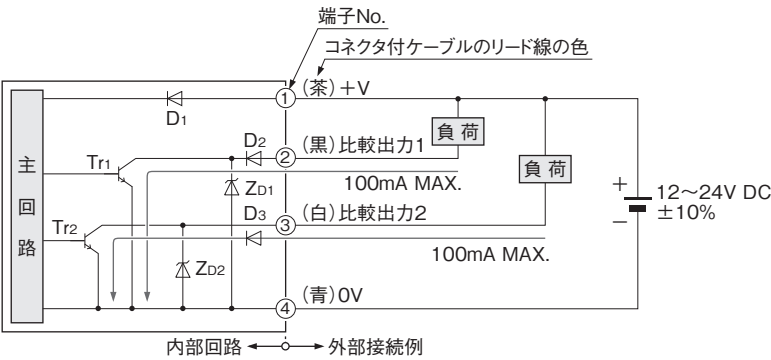 端子No.
コネクタ付ケーブルのリード線の色
① (茶)+V
D1
主回路
Tr1
D2
② (黒)比較出力1
負荷
100mA MAX.
ZD1
負荷
+
12〜24V DC
±10%
−
Tr2
D3
③ (白)比較出力2
100mA MAX.
ZD2
④ (青)0V
内部回路
外部接続例